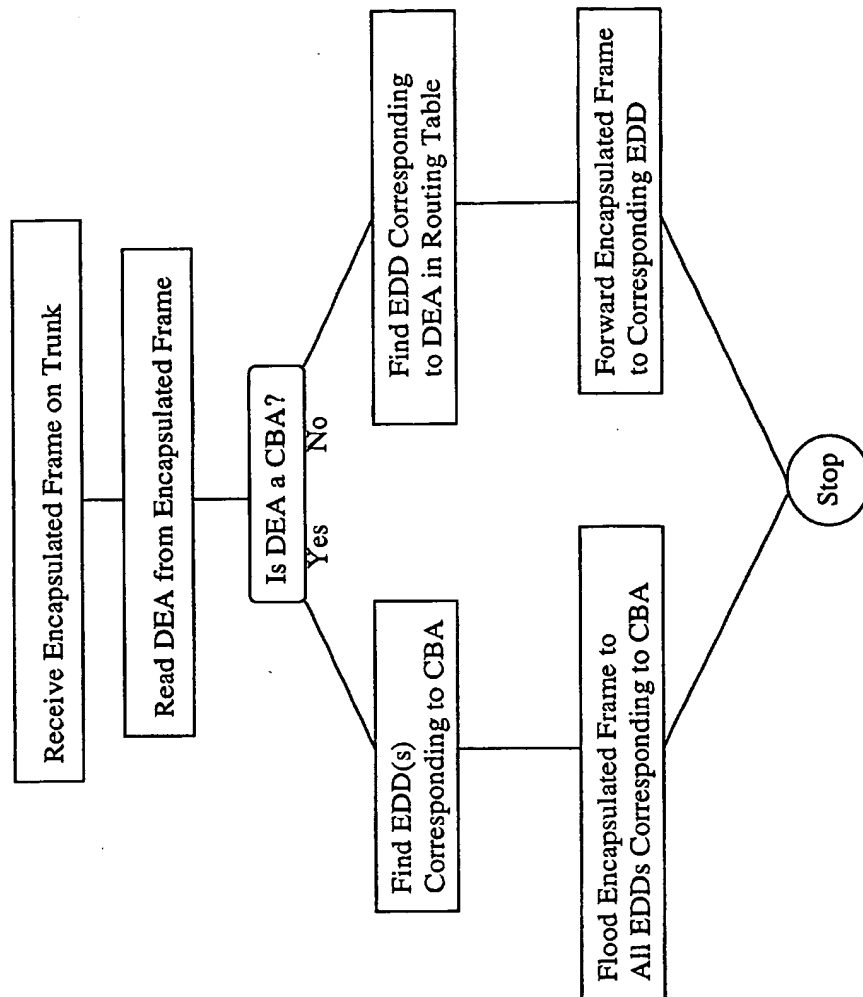 Receive Encapsulated Frame on Trunk
Read DEA from Encapsulated Frame
Is DEA a CBA?
Yes
No
Find EDD(s)
Corresponding to CBA
Find EDD Corresponding
to DEA in Routing Table
Flood Encapsulated Frame to
All EDDs Corresponding to CBA
Forward Encapsulated Frame
to Corresponding EDD
Stop